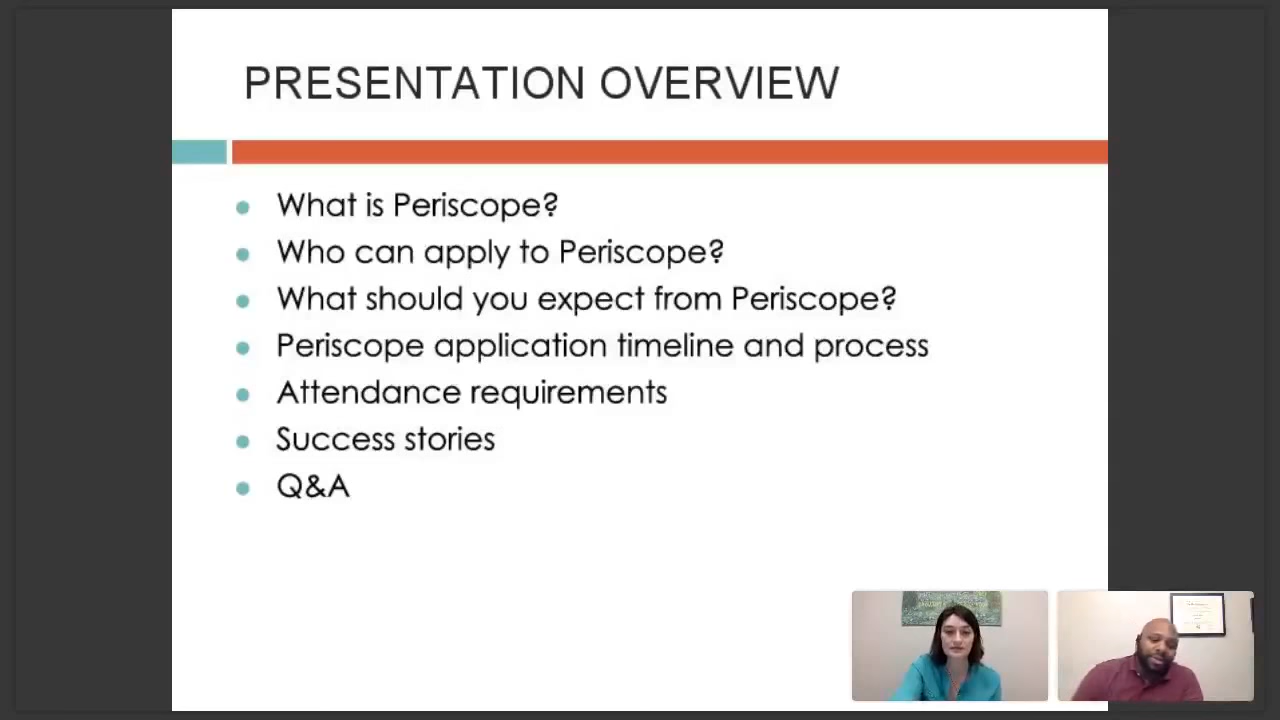 PRESENTATION OVERVIEW
What is Periscope?
Who can apply to Periscope?
What should you expect from Periscope?
Periscope application timeline and process
Attendance requirements
Success stories
Q&A